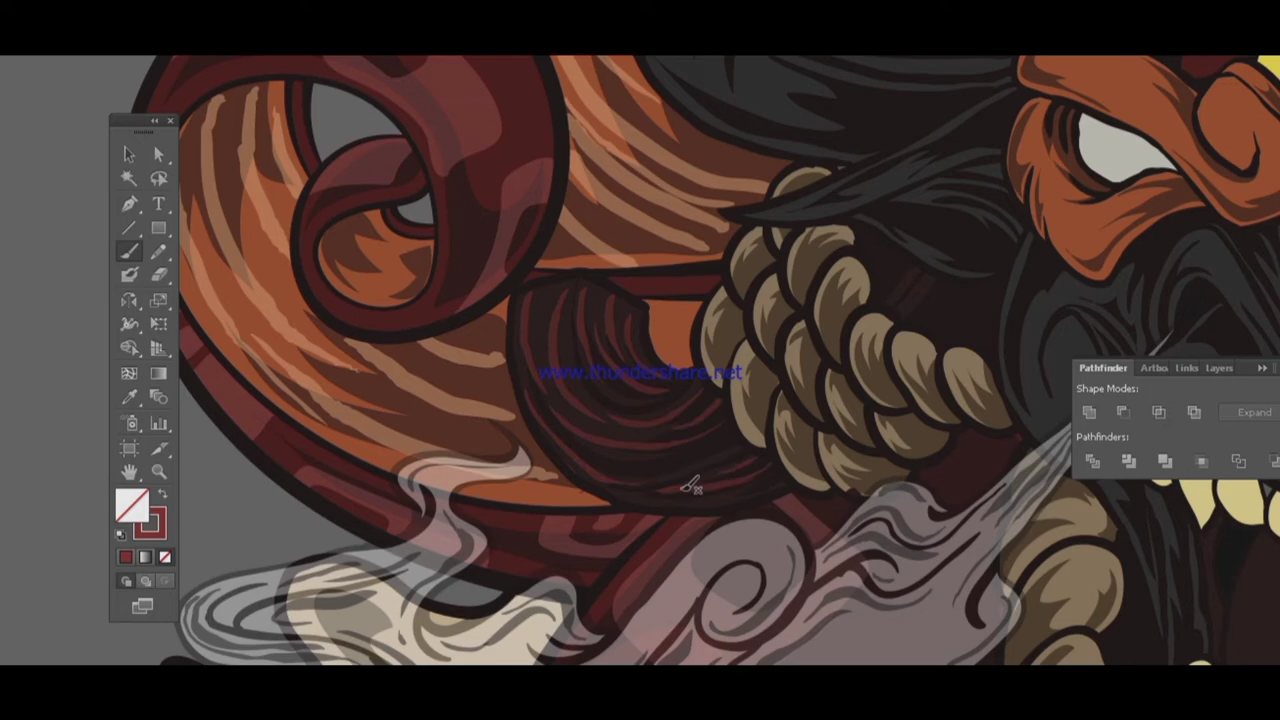 T
www.thundershare.net
Pathfinder Artbo Links Layers
Shape Modes:
Expand
Pathfinders: